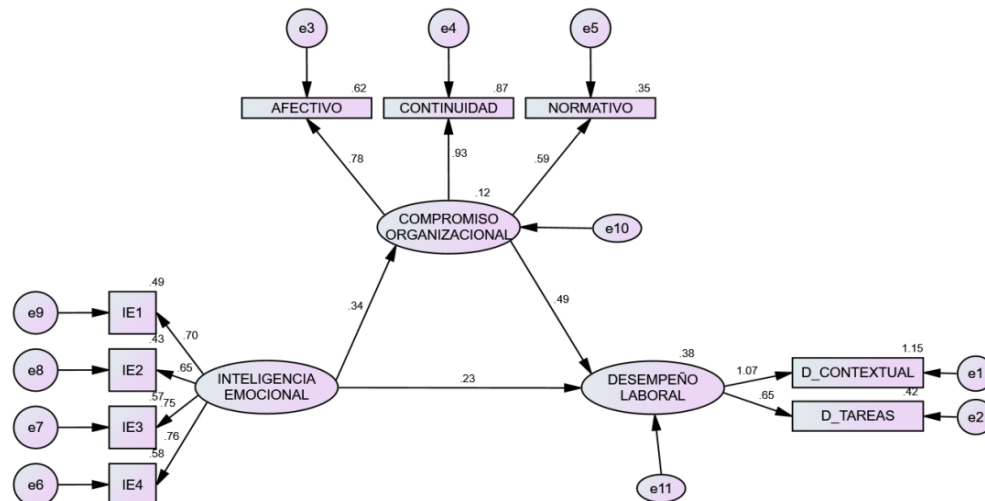 e3
e4
e5
.62
.87
.35
AFECTIVO
CONTINUIDAD
NORMATIVO
.78
.93
.59
.12
COMPROMISO
ORGANIZACIONAL
e10
.49
e9
IE1
.34
.49
.70
.43
e8
IE2
.65
.38
1.15
INTELIGENCIA
EMOCIONAL
.23
DESEMPEÑO
LABORAL
1.07
D_CONTEXTUAL
e1
.57
.75
.65
.42
e7
IE3
D_TAREAS
e2
.76
.58
e6
IE4
e11